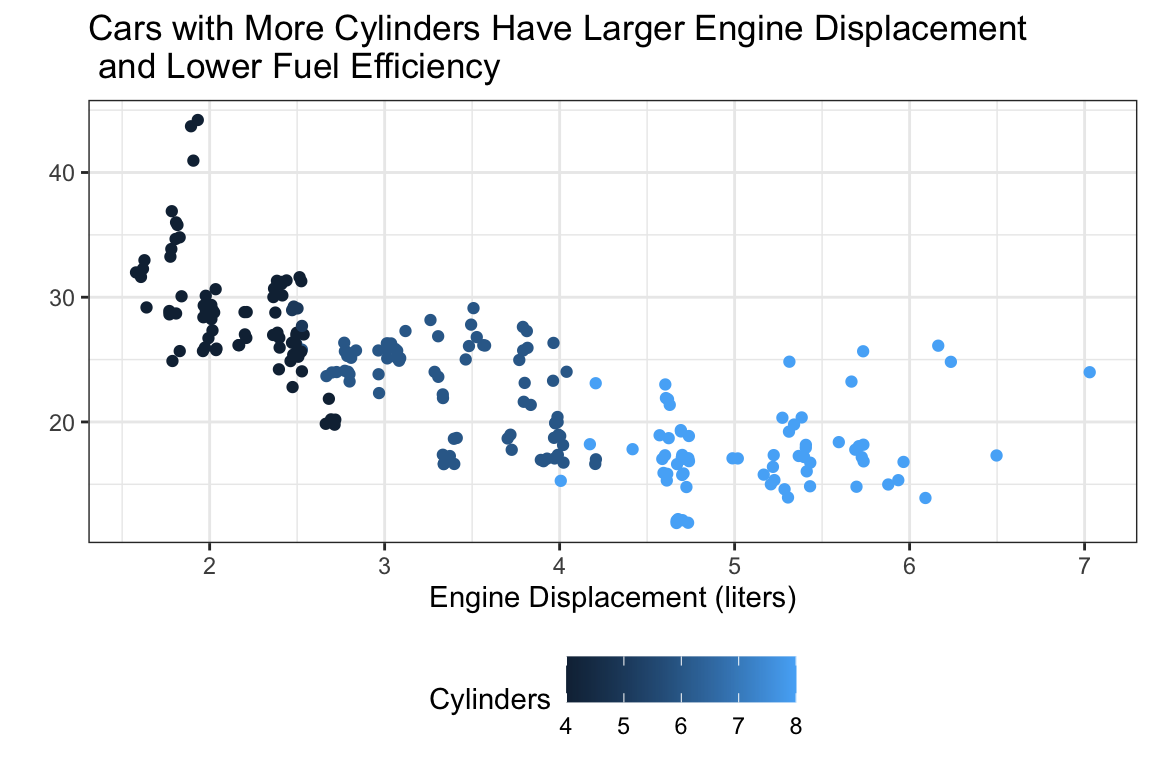 Cars with More Cylinders Have Larger Engine Displacement
and Lower Fuel Efficiency
40
30
20
2 3 4 5 6 7
Engine Displacement (liters)
Cylinders
4 5 6 7 8